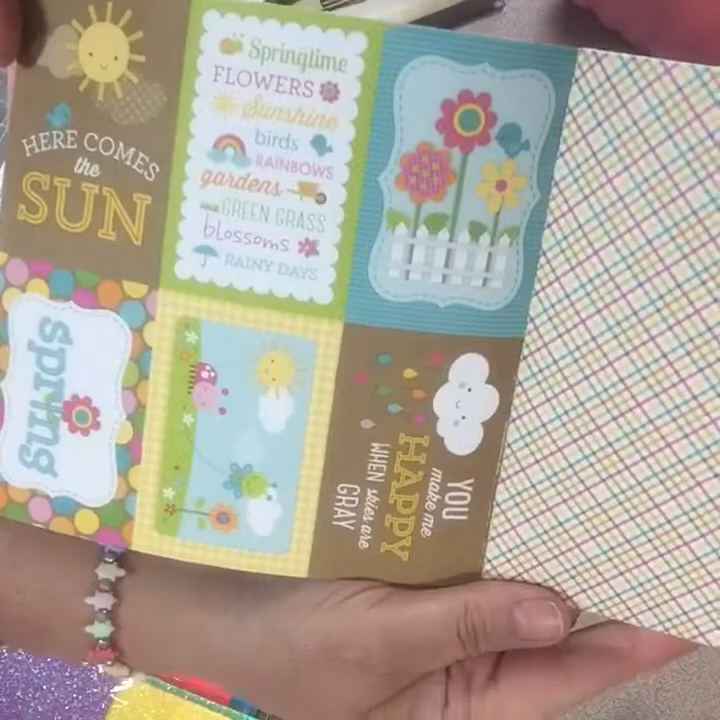 HERE COMES
the
SUN
Springtime
FLOWERS
Sunshine
birds
RAINBOWS
gardens
GREEN GRASS
blossoms
RAINY DAYS
spring
YOU
make me
HAPPY
WHEN skies are
GRAY